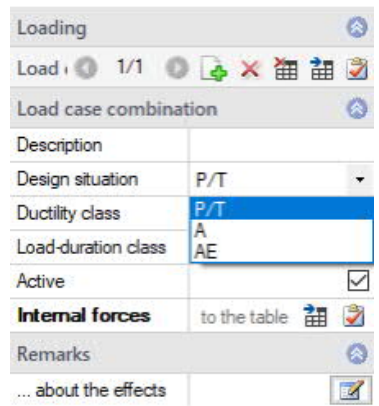 Loading
Load 1/1
Load case combination
Description
Design situation P/T
Ductility class P/T
A
Load-duration class AE
Active
Internal forces to the table
Remarks
... about the effects